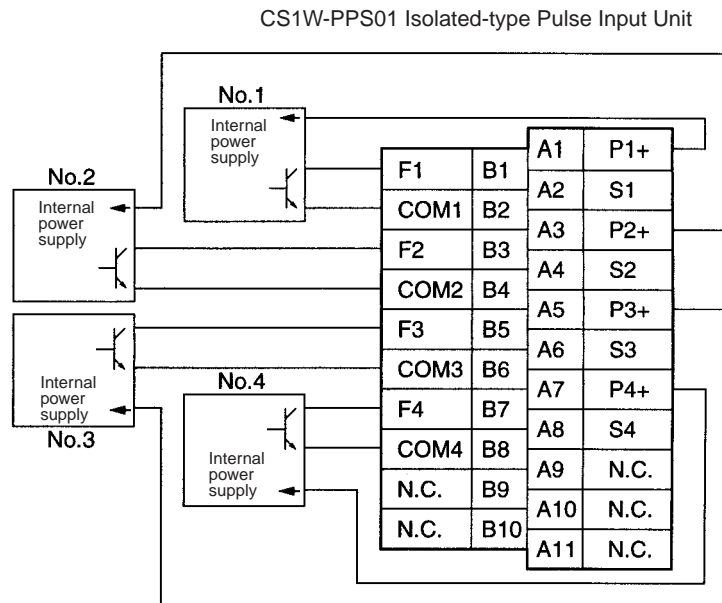 CS1W-PPS01 Isolated-type Pulse Input Unit
No.1
Internal
power
supply
No.2
Internal
power
supply
Internal
power
supply
No.3
No.4
Internal
power
supply
F1 B1
COM1 B2
F2 B3
COM2 B4
F3 B5
COM3 B6
F4 B7
COM4 B8
N.C. B9
N.C. B10
A1 P1+
A2 S1
A3 P2+
A4 S2
A5 P3+
A6 S3
A7 P4+
A8 S4
A9 N.C.
A10 N.C.
A11 N.C.